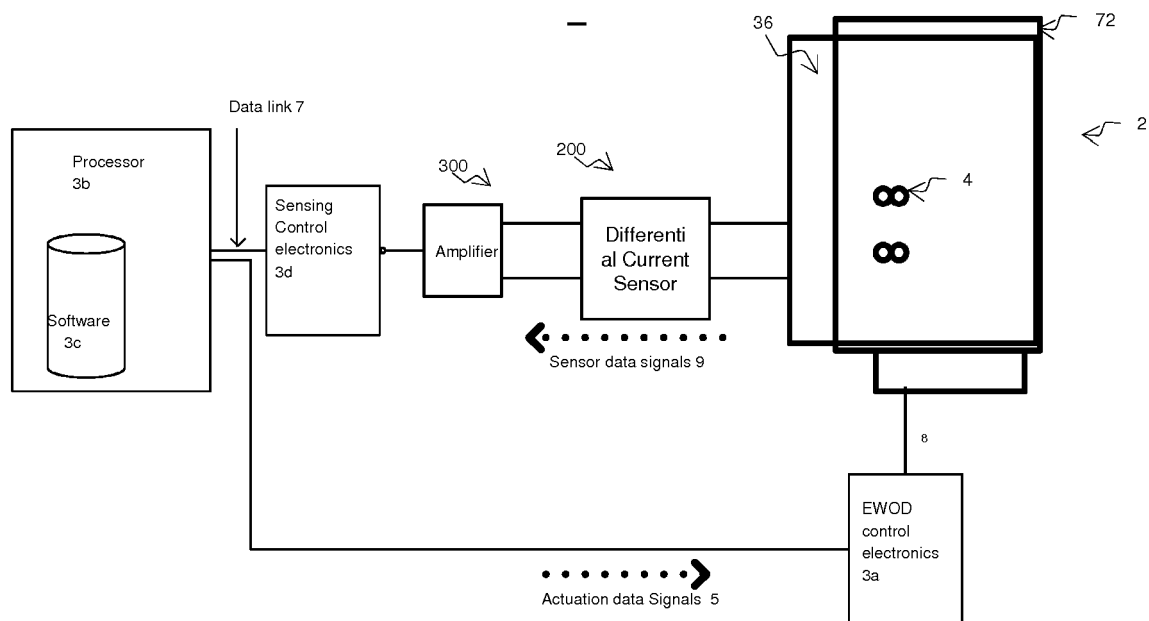 36
72
Data link 7
2
Processor
3b
300
200
4
Sensing
Control
electronics
3d
Amplifier
Differenti
al Current
Sensor
Software
3c
Sensor data signals 9
8
EWOD
control
electronics
3a
Actuation data Signals 5